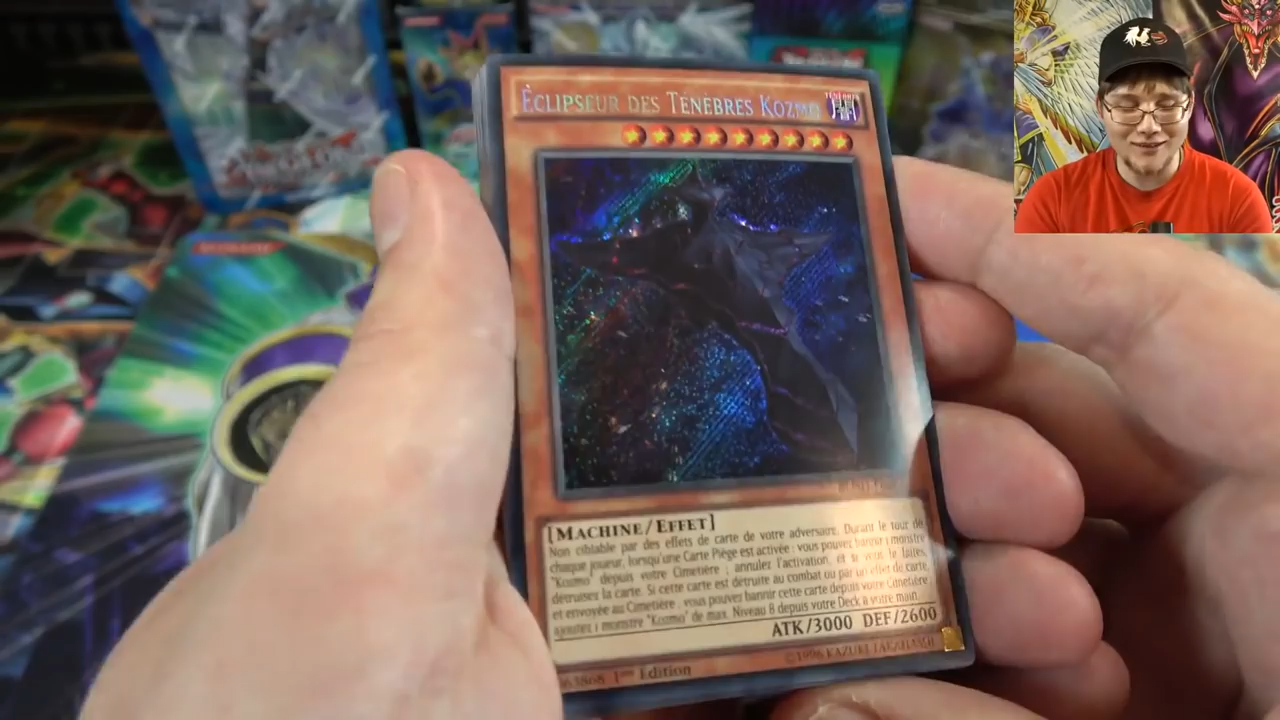 Éclipseur des Ténèbres Kozmo
TÉNÈBRES
[MACHINE/EFFET]
Non ciblable par des effets de carte de votre adversaire. Durant le tour de
chaque joueur, lorsqu'une Carte Piège est activée : vous pouvez bannir 1 monstre
"Kozmo" depuis votre Cimetière ; annulez l'activation, et si vous le faites,
détruisez la carte. Si cette carte est détruite au combat ou par un effet de carte,
et envoyée au Cimetière : vous pouvez bannir cette carte depuis votre Cimetière ;
ajoutez 1 monstre "Kozmo" de max. Niveau 8 depuis votre Deck à votre main.
ATK/3000 DEF/2600
1ère Édition
©1996 KAZUKI TAKAHASHI